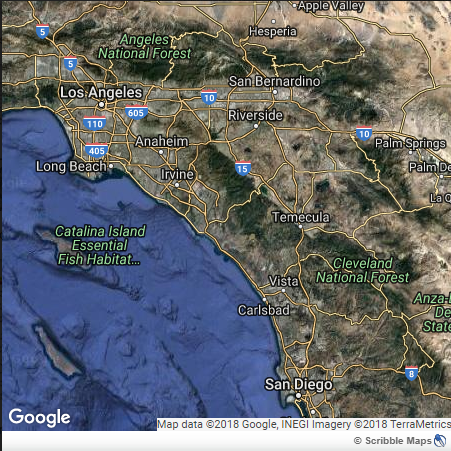 Apple Valley
5
Hesperia
Angeles
National Forest
5
San Bernardino
Los Angeles
10
605
110
Riverside
10
Anaheim
405
Palm Springs
Long Beach
Irvine
15
Palm De
La Q
Temecula
Catalina Island
Essential
Fish Habitat...
Cleveland
National Forest
Vista
Carlsbad
Anza-
De
State
8
San Diego
Google
Map data ©2018 Google, INEGI Imagery ©2018 TerraMetrics
© Scribble Maps